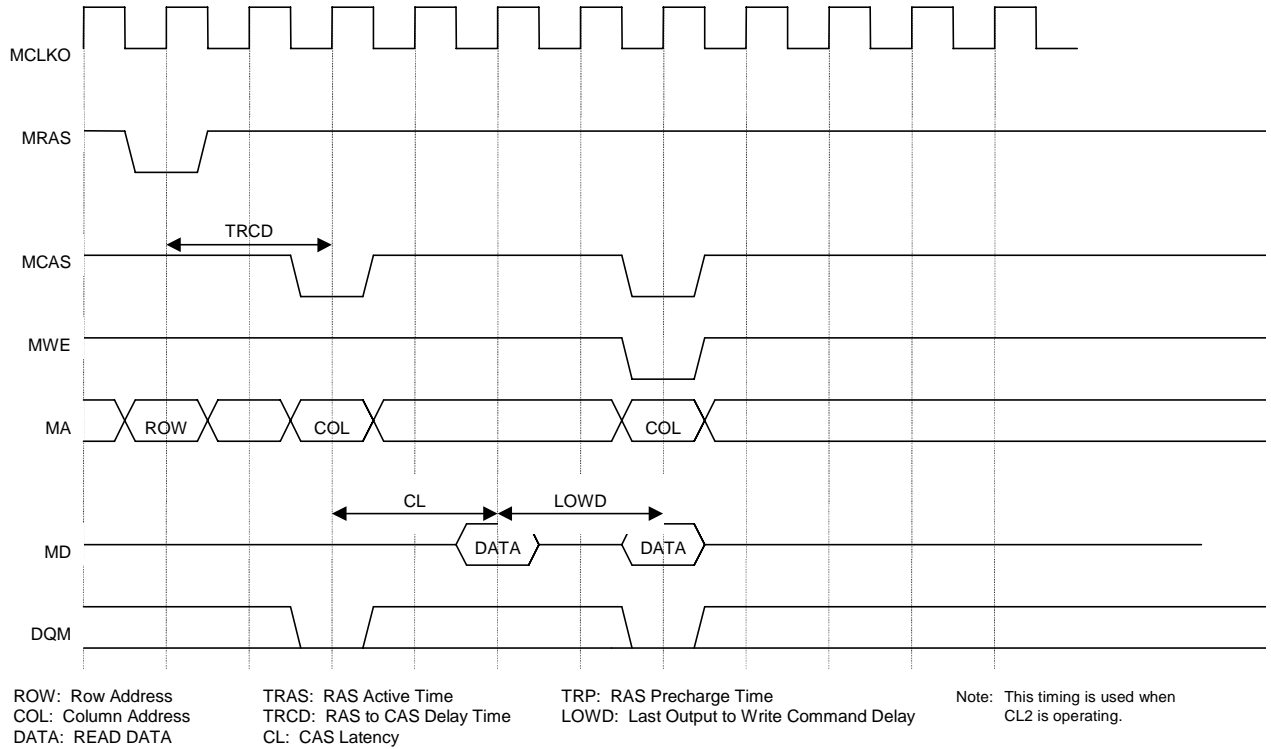 MCLKO
MRAS
TRCD
MCAS
MWE
MA
ROW
COL
COL
CL
LOWD
MD
DATA
DATA
DQM
ROW: Row Address
COL: Column Address
DATA: READ DATA
TRAS: RAS Active Time
TRCD: RAS to CAS Delay Time
CL: CAS Latency
TRP: RAS Precharge Time
LOWD: Last Output to Write Command Delay
Note: This timing is used when
CL2 is operating.